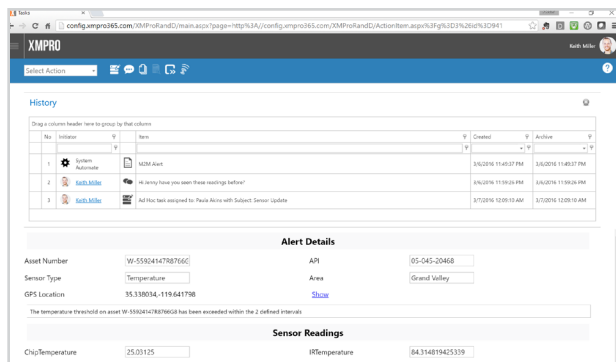 Tasks
config.xmpro365.com/XMProRandD/main.aspx?page=http%3A//config.xmpro365.com/XMProRandD/ActionItem.aspx%3Fg%3D3%26id%3D941
XMPRO
Keith Miller
Select Action
History
Drag a column header here to group by that column
No Initiator Item Created Archive
1 System Automate M2M Alert 3/6/2016 11:49:37 PM 3/6/2016 11:49:37 PM
2 Keith Miller Hi Jenny have you seen these readings before! 3/6/2016 11:59:26 PM 3/6/2016 11:59:26 PM
3 Keith Miller Ad Hoc task assigned to: Paula Akins with Subject: Sensor Update 3/7/2016 12:09:10 AM 3/7/2016 12:09:10 AM
Alert Details
Asset Number W-55924147R8766G API 05-045-20468
Sensor Type Temperature Area Grand Valley
GPS Location 35.338034,-119.641798 Show
The temperature threshold on asset W-55924147R8766G8 has been exceeded within the 2 defined intervals
Sensor Readings
ChipTemperature 25.03125 IRTemperature 84.314819425339